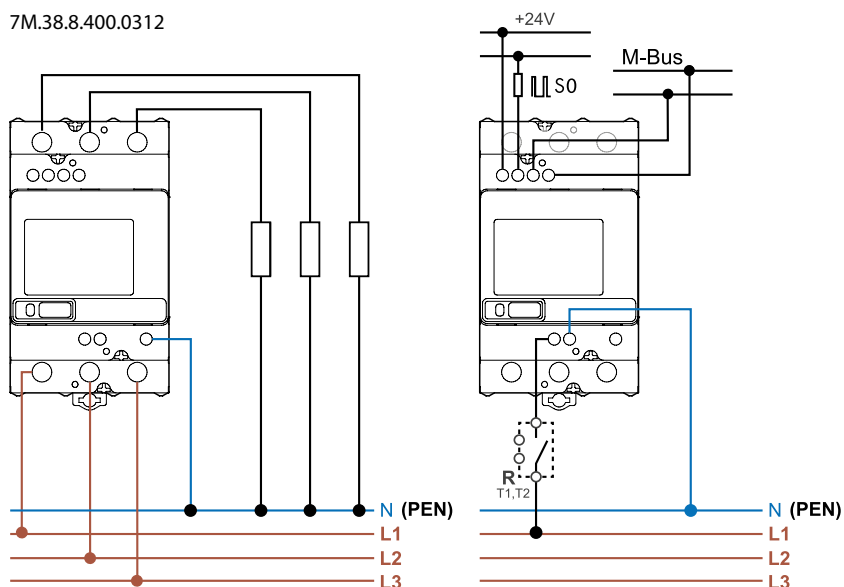 7M.38.8.400.0312
+24V
M-Bus
S0
R
T1,T2
N (PEN)
L1
L2
L3
N (PEN)
L1
L2
L3